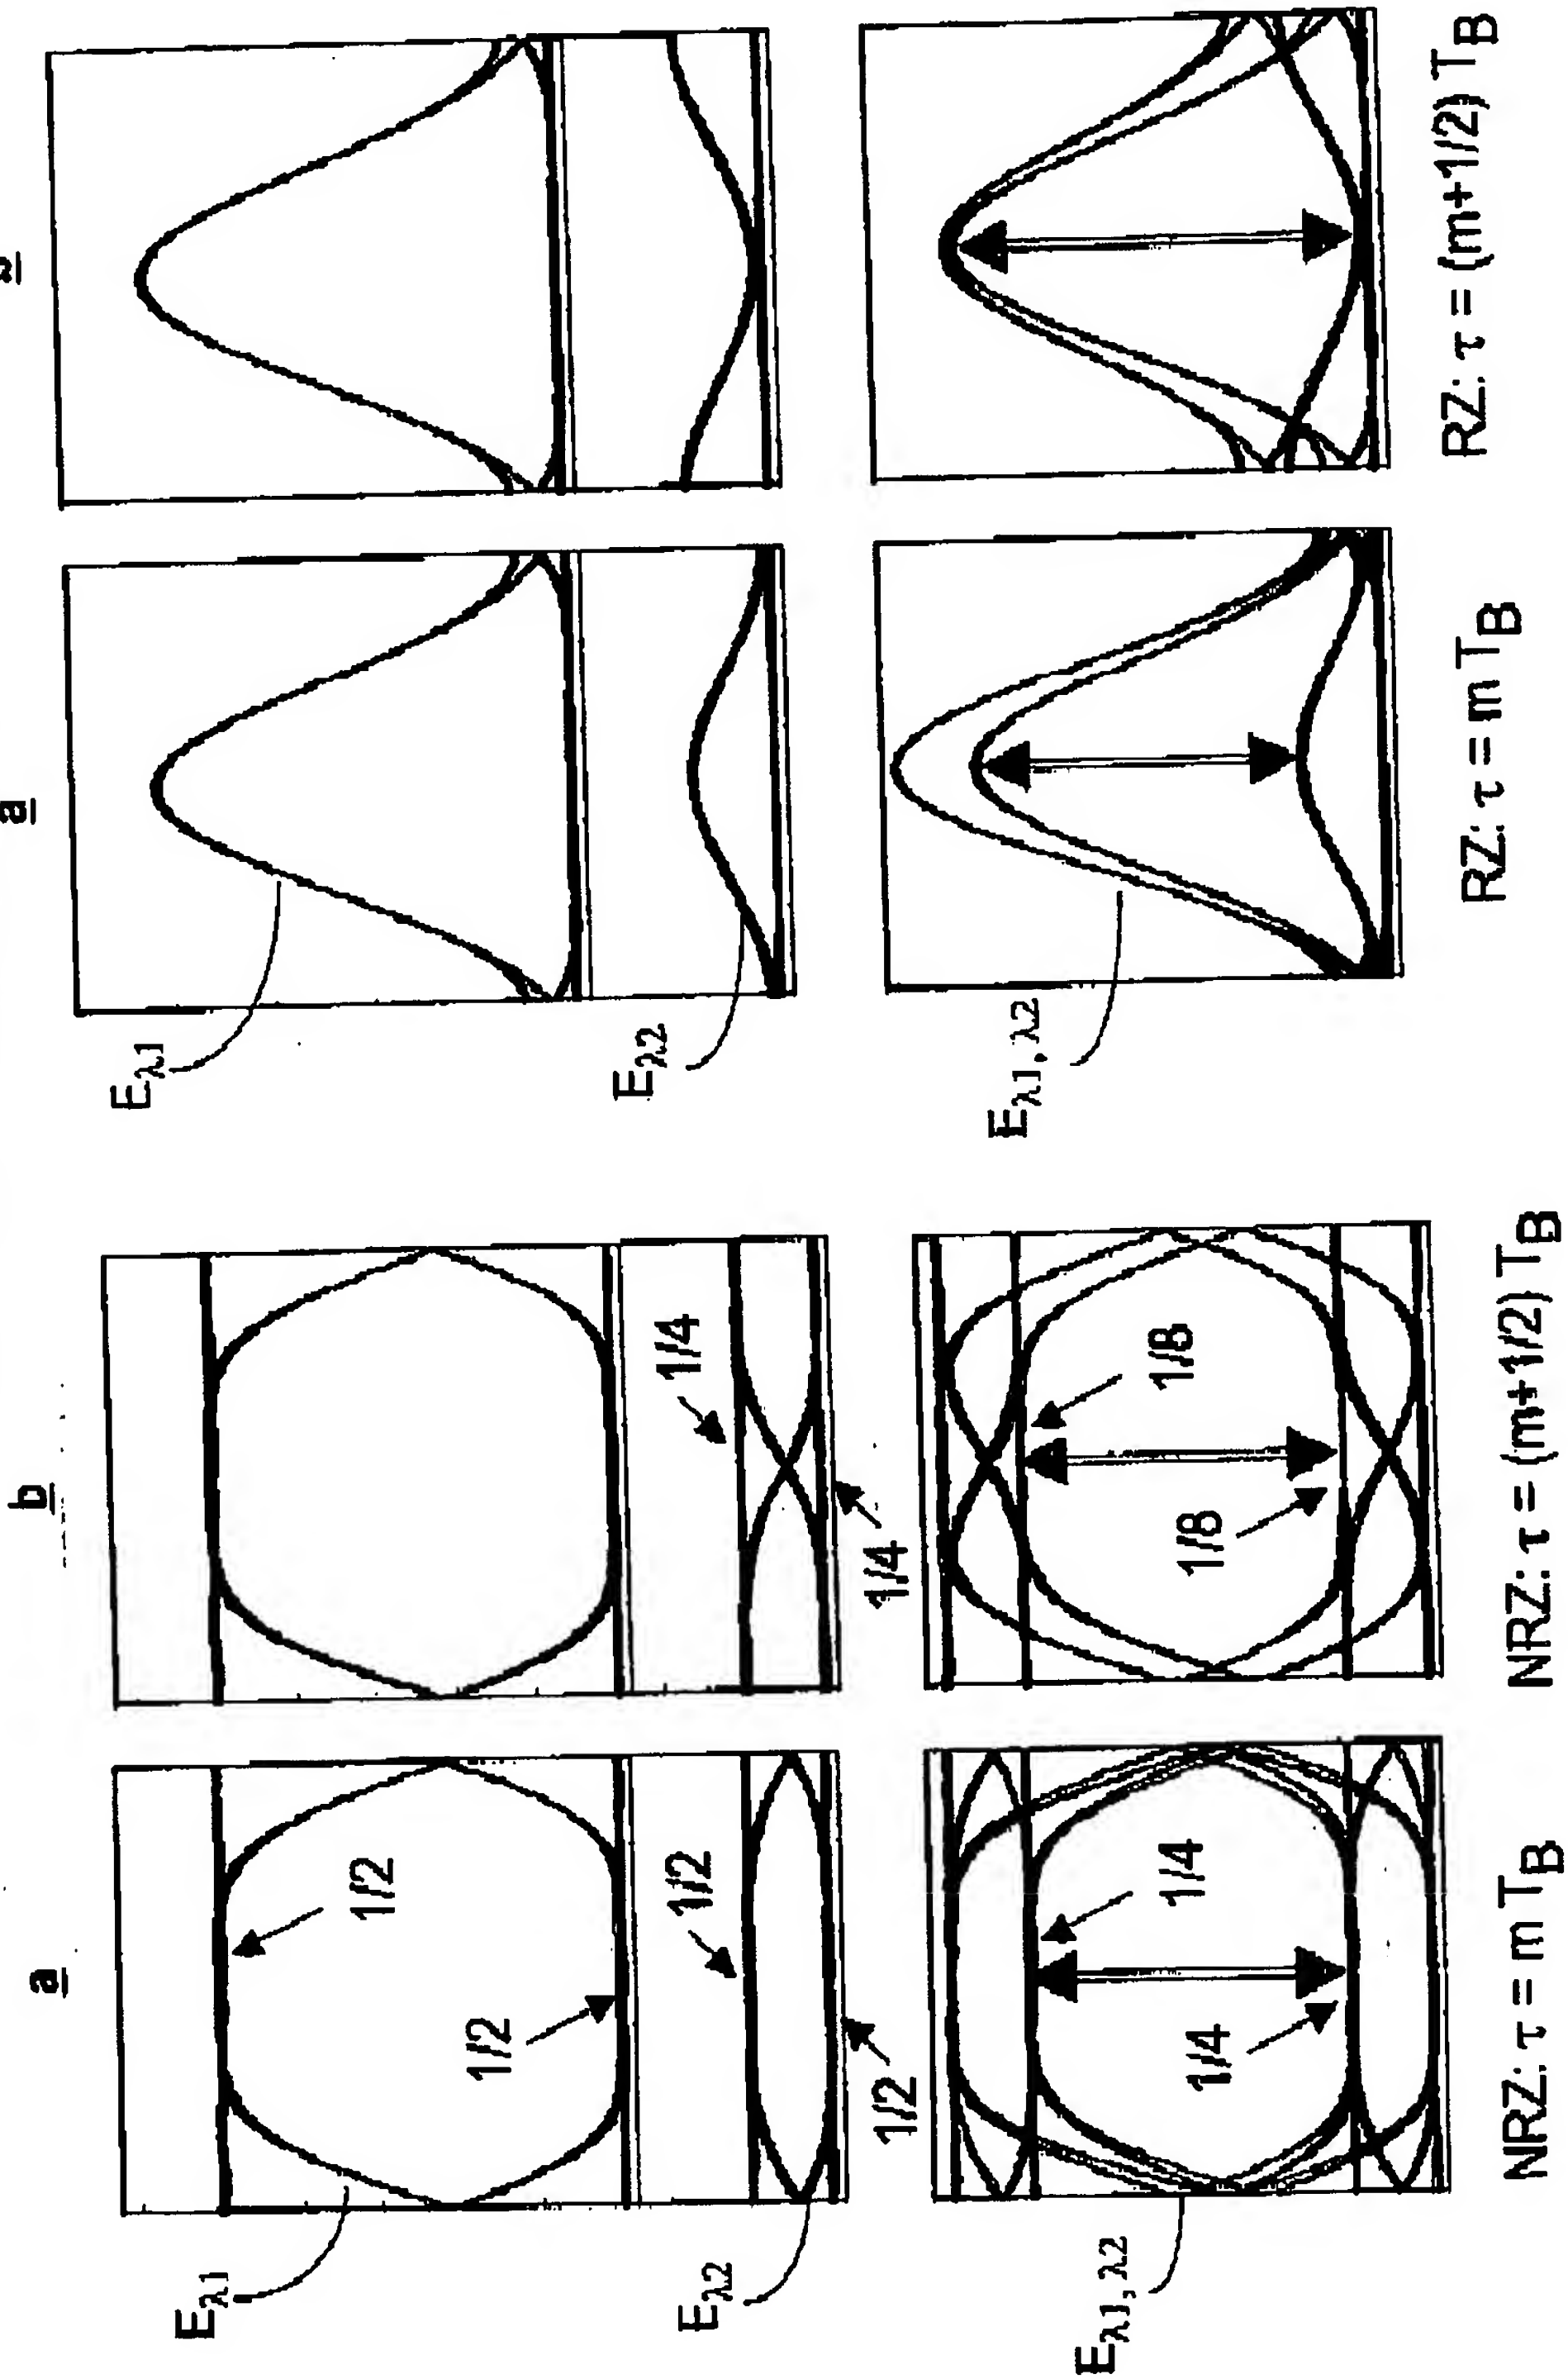 a
b
a
Eλ1
1/2
1/2
Eλ2
1/2
1/2
Eλ1, λ2
1/4
1/4
NRZ: τ = m TB
1/4
1/4
1/8
1/8
NRZ: τ = (m+1/2) TB
Eλ1
Eλ2
Eλ1, λ2
RZ: τ = m TB
RZ: τ = (m+1/2) TB